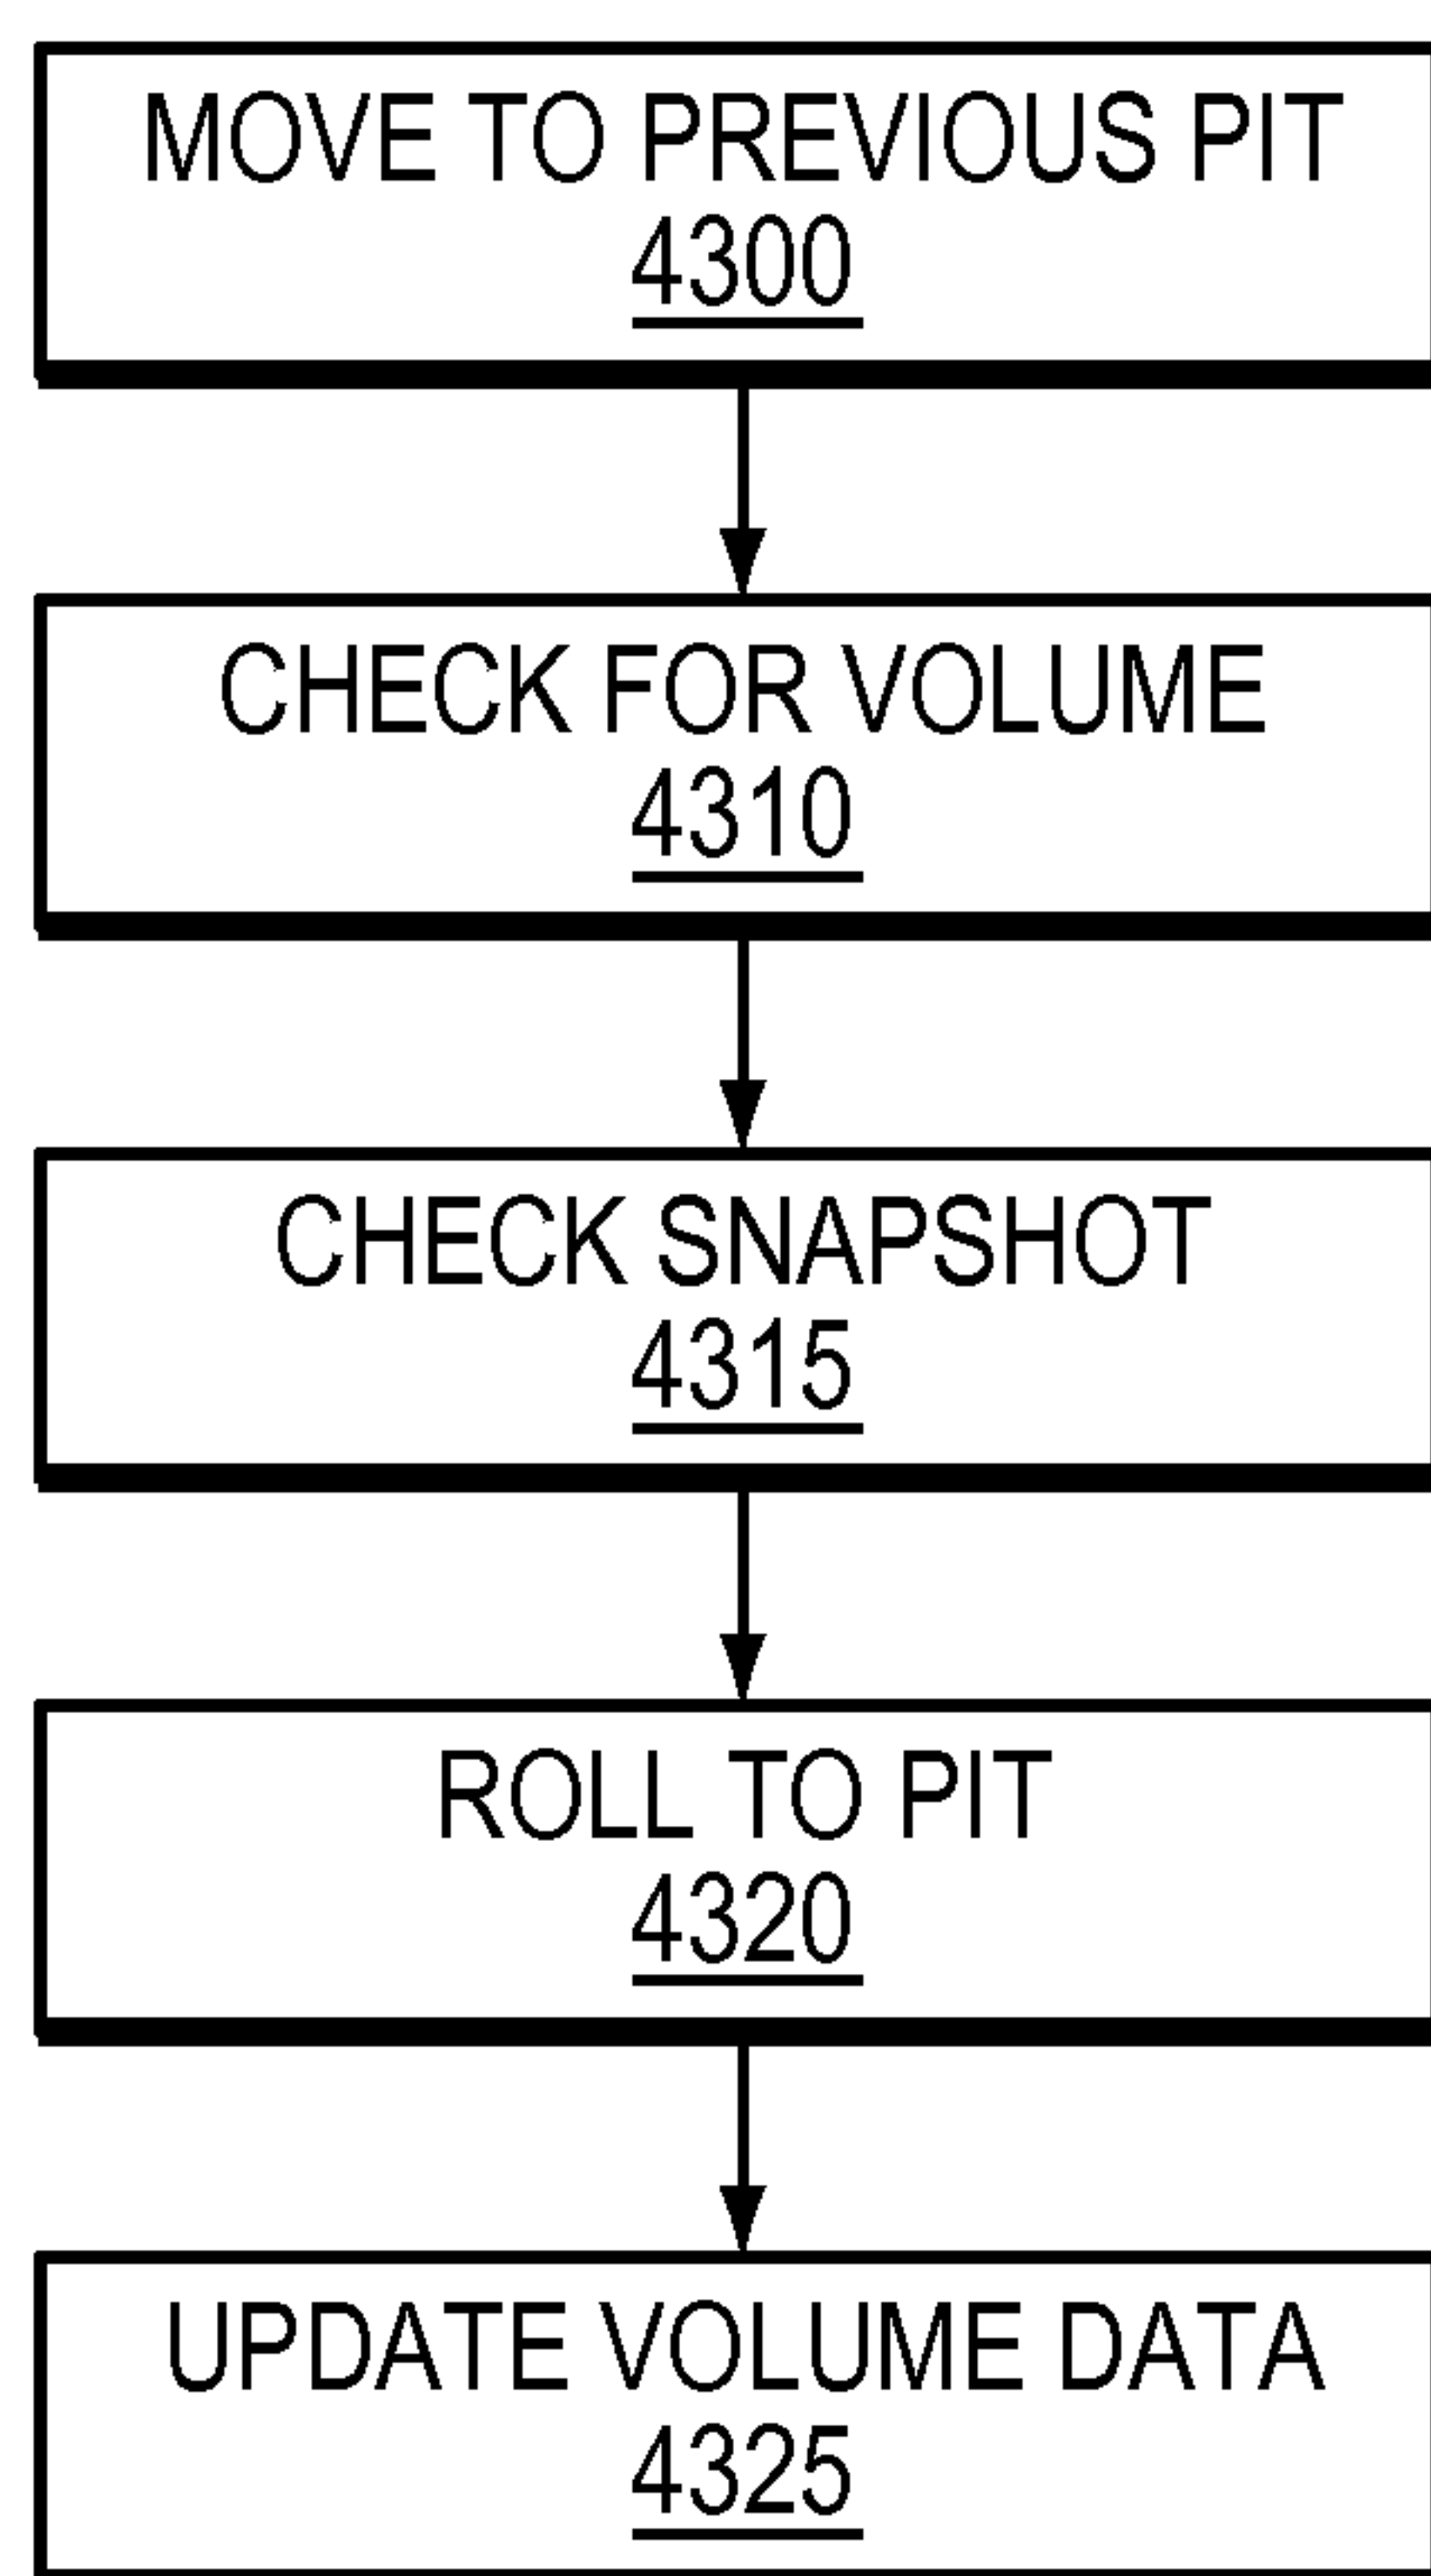 MOVE TO PREVIOUS PIT
4300
CHECK FOR VOLUME
4310
CHECK SNAPSHOT
4315
ROLL TO PIT
4320
UPDATE VOLUME DATA
4325